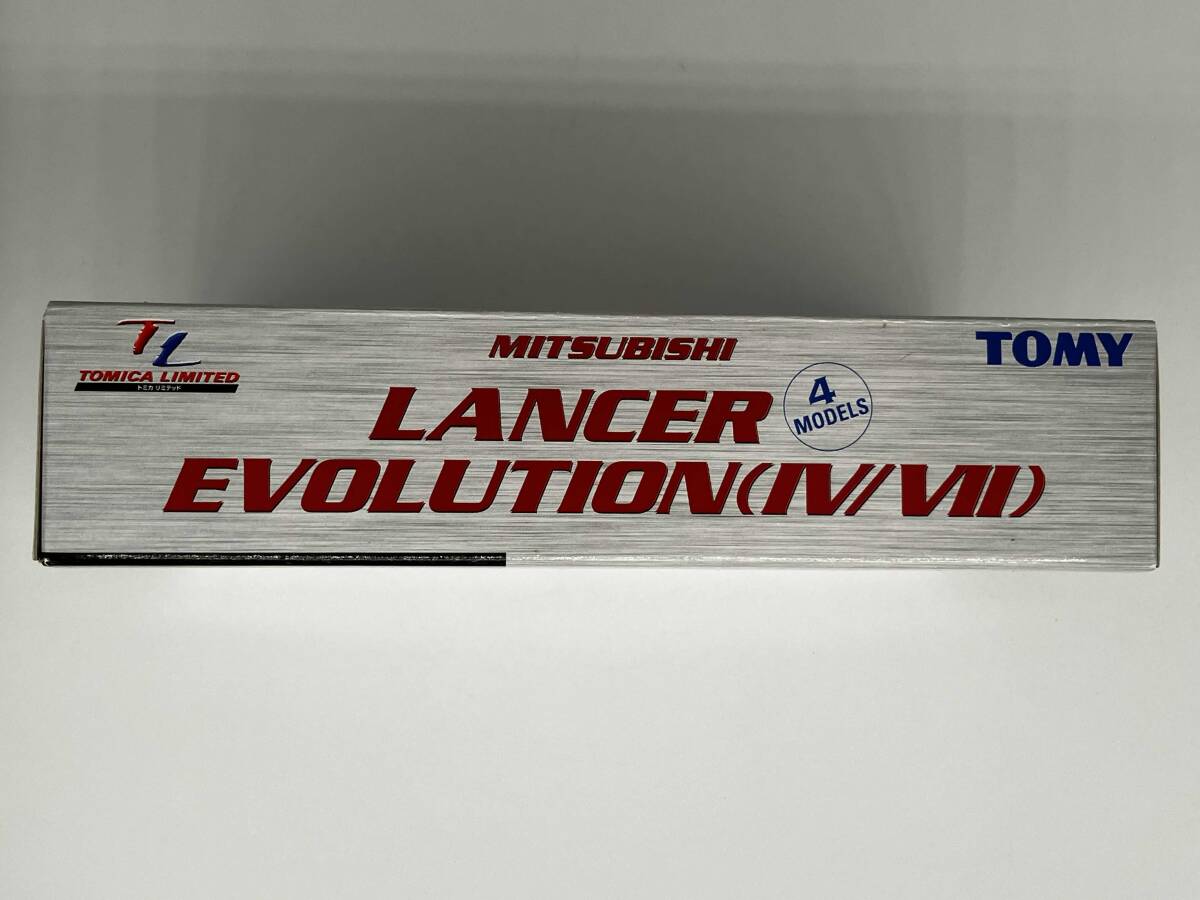 TL
TOMICA LIMITED
トミカ リミテッド
MITSUBISHI
TOMY
LANCER
4
MODELS
EVOLUTION(IV/VII)